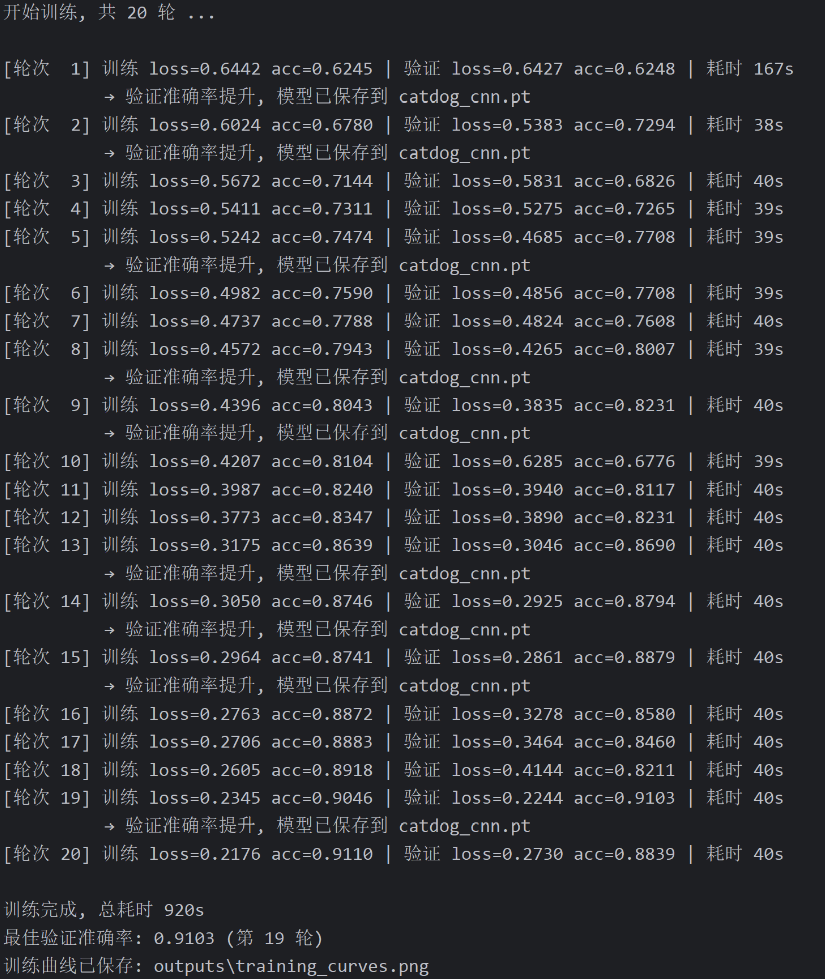 开始训练, 共 20 轮 ...
[轮次  1] 训练 loss=0.6442 acc=0.6245 | 验证 loss=0.6427 acc=0.6248 | 耗时 167s
→ 验证准确率提升, 模型已保存到 catdog_cnn.pt
[轮次  2] 训练 loss=0.6024 acc=0.6780 | 验证 loss=0.5383 acc=0.7294 | 耗时 38s
→ 验证准确率提升, 模型已保存到 catdog_cnn.pt
[轮次  3] 训练 loss=0.5672 acc=0.7144 | 验证 loss=0.5831 acc=0.6826 | 耗时 40s
[轮次  4] 训练 loss=0.5411 acc=0.7311 | 验证 loss=0.5275 acc=0.7265 | 耗时 39s
[轮次  5] 训练 loss=0.5242 acc=0.7474 | 验证 loss=0.4685 acc=0.7708 | 耗时 39s
→ 验证准确率提升, 模型已保存到 catdog_cnn.pt
[轮次  6] 训练 loss=0.4982 acc=0.7590 | 验证 loss=0.4856 acc=0.7708 | 耗时 39s
[轮次  7] 训练 loss=0.4737 acc=0.7788 | 验证 loss=0.4824 acc=0.7608 | 耗时 40s
[轮次  8] 训练 loss=0.4572 acc=0.7943 | 验证 loss=0.4265 acc=0.8007 | 耗时 39s
→ 验证准确率提升, 模型已保存到 catdog_cnn.pt
[轮次  9] 训练 loss=0.4396 acc=0.8043 | 验证 loss=0.3835 acc=0.8231 | 耗时 40s
→ 验证准确率提升, 模型已保存到 catdog_cnn.pt
[轮次 10] 训练 loss=0.4207 acc=0.8104 | 验证 loss=0.6285 acc=0.6776 | 耗时 39s
[轮次 11] 训练 loss=0.3987 acc=0.8240 | 验证 loss=0.3940 acc=0.8117 | 耗时 40s
[轮次 12] 训练 loss=0.3773 acc=0.8347 | 验证 loss=0.3890 acc=0.8231 | 耗时 40s
[轮次 13] 训练 loss=0.3175 acc=0.8639 | 验证 loss=0.3046 acc=0.8690 | 耗时 40s
→ 验证准确率提升, 模型已保存到 catdog_cnn.pt
[轮次 14] 训练 loss=0.3050 acc=0.8746 | 验证 loss=0.2925 acc=0.8794 | 耗时 40s
→ 验证准确率提升, 模型已保存到 catdog_cnn.pt
[轮次 15] 训练 loss=0.2964 acc=0.8741 | 验证 loss=0.2861 acc=0.8879 | 耗时 40s
→ 验证准确率提升, 模型已保存到 catdog_cnn.pt
[轮次 16] 训练 loss=0.2763 acc=0.8872 | 验证 loss=0.3278 acc=0.8580 | 耗时 40s
[轮次 17] 训练 loss=0.2706 acc=0.8883 | 验证 loss=0.3464 acc=0.8460 | 耗时 40s
[轮次 18] 训练 loss=0.2605 acc=0.8918 | 验证 loss=0.4144 acc=0.8211 | 耗时 40s
[轮次 19] 训练 loss=0.2345 acc=0.9046 | 验证 loss=0.2244 acc=0.9103 | 耗时 40s
→ 验证准确率提升, 模型已保存到 catdog_cnn.pt
[轮次 20] 训练 loss=0.2176 acc=0.9110 | 验证 loss=0.2730 acc=0.8839 | 耗时 40s
训练完成, 总耗时 920s
最佳验证准确率: 0.9103 (第 19 轮)
训练曲线已保存: outputs\training_curves.png